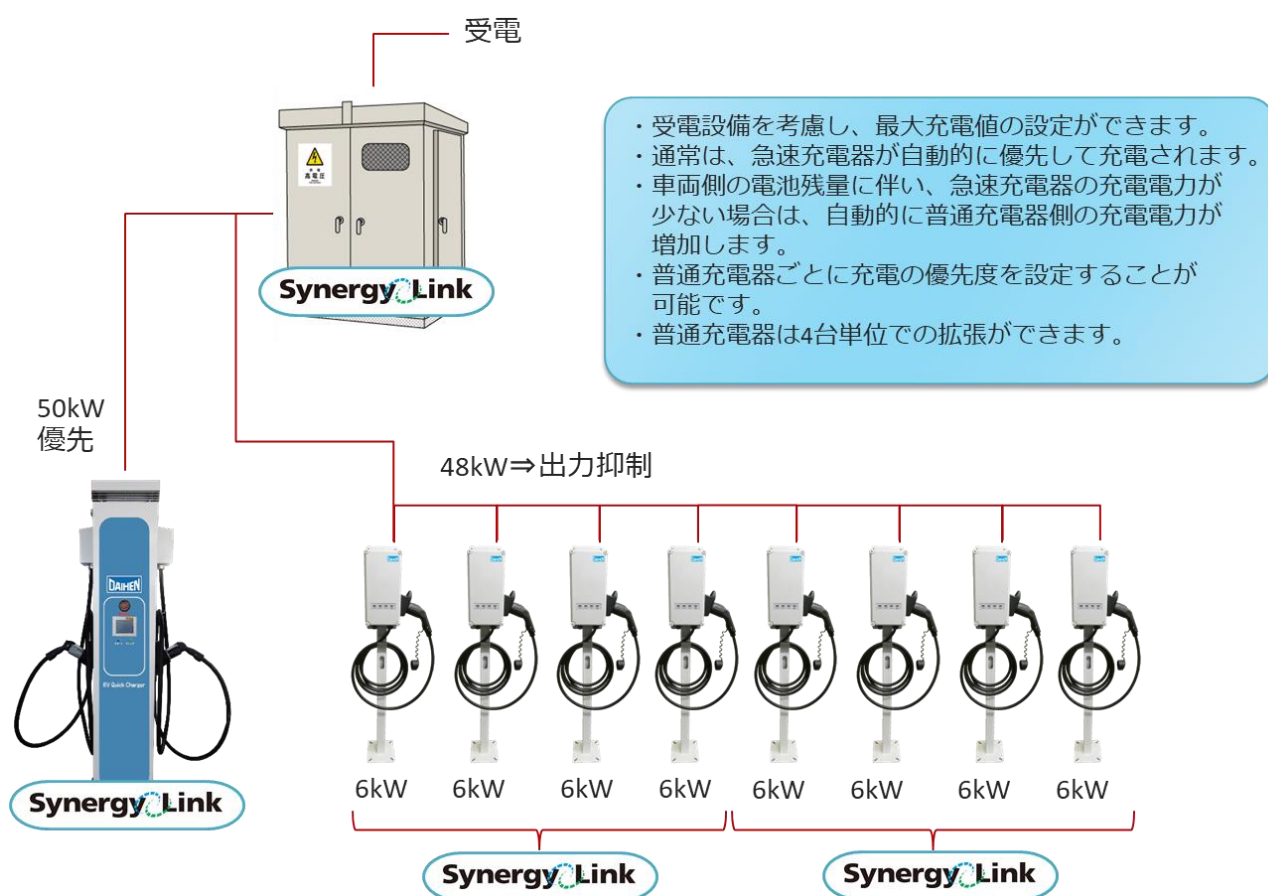 受電
・受電設備を考慮し、最大充電値の設定ができます。
・通常は、急速充電器が自動的に優先して充電されます。
・車両側の電池残量に伴い、急速充電器の充電電力が
少ない場合は、自動的に普通充電器側の充電電力が
増加します。
・普通充電器ごとに充電の優先度を設定することが
可能です。
・普通充電器は4台単位での拡張ができます。
高電圧
Synergy Link
50kW
優先
48kW⇒出力抑制
DAIHEN
EV Quick Charger
Synergy Link
6kW 6kW 6kW 6kW 6kW 6kW 6kW 6kW
Synergy Link Synergy Link